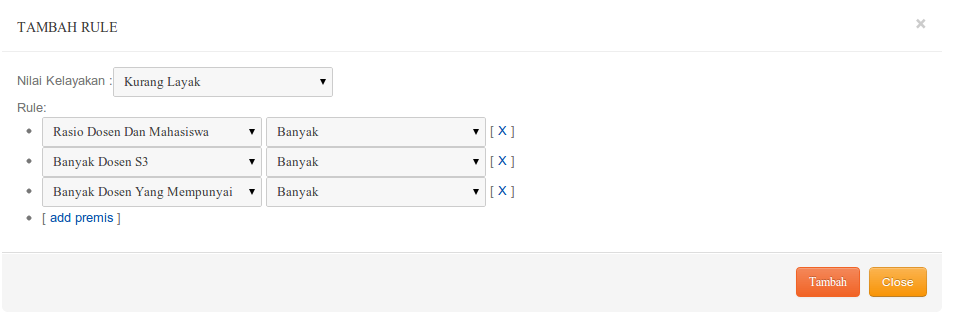 TAMBAH RULE ×
Nilai Kelayakan : Kurang Layak
Rule:
Rasio Dosen Dan Mahasiswa Banyak [ X ]
Banyak Dosen S3 Banyak [ X ]
Banyak Dosen Yang Mempunyai Banyak [ X ]
[ add premis ]
Tambah Close